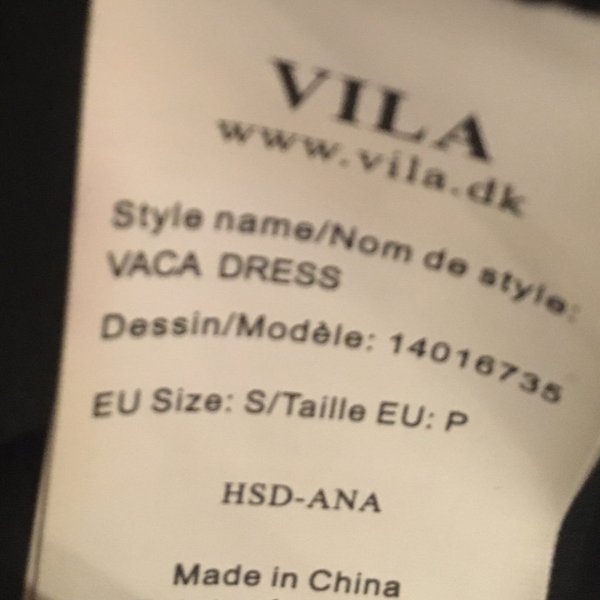 VILA
www.vila.dk
Style name/Nom de style:
VACA DRESS
Dessin/Modèle: 14016735
EU Size: S/Taille EU: P
HSD-ANA
Made in China